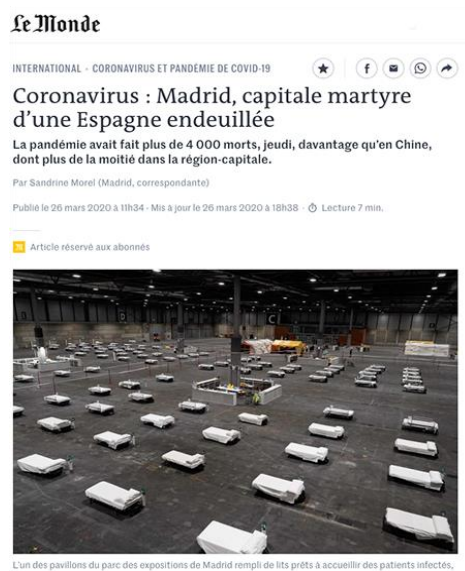 Le Monde
INTERNATIONAL • CORONAVIRUS ET PANDÉMIE DE COVID-19
Coronavirus : Madrid, capitale martyre
d’une Espagne endeuillée
La pandémie avait fait plus de 4 000 morts, jeudi, davantage qu’en Chine,
dont plus de la moitié dans la région-capitale.
Par Sandrine Morel (Madrid, correspondante)
Publié le 26 mars 2020 à 11h34 - Mis à jour le 26 mars 2020 à 18h38 · Lecture 7 min.
Article réservé aux abonnés
C
L’un des pavillons du parc des expositions de Madrid rempli de lits prêts à accueillir des patients infectés,